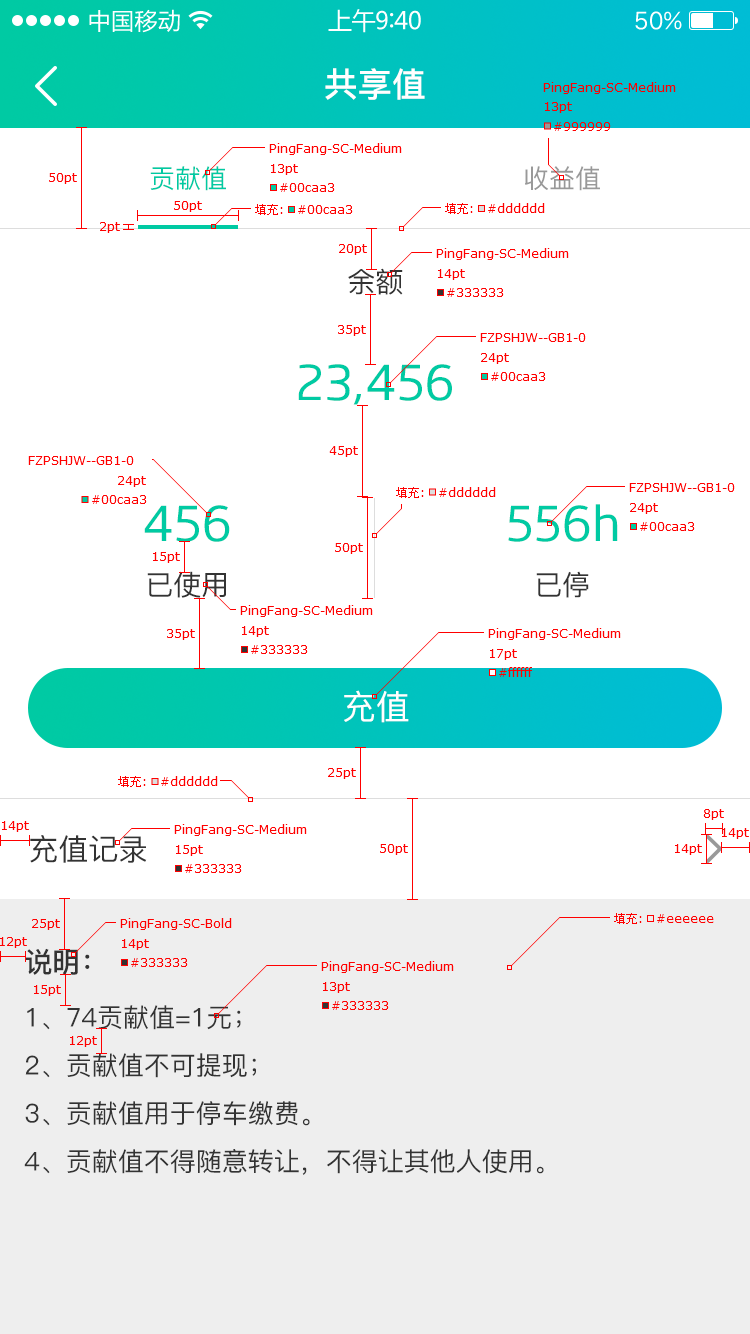 中国移动
上午9:40
50%
共享值
PingFang-SC-Medium
13pt
#999999
50pt
贡献值
PingFang-SC-Medium
13pt
#00caa3
收益值
50pt
填充: #00caa3
填充: #dddddd
2pt
20pt
PingFang-SC-Medium
14pt
#333333
余额
35pt
FZPSHJW--GB1-0
24pt
#00caa3
23,456
45pt
FZPSHJW--GB1-0
24pt
#00caa3
填充: #dddddd
FZPSHJW--GB1-0
24pt
#00caa3
456
556h
50pt
15pt
已使用
已停
PingFang-SC-Medium
14pt
#333333
35pt
PingFang-SC-Medium
17pt
#ffffff
充值
25pt
填充: #dddddd
14pt
充值记录
PingFang-SC-Medium
15pt
#333333
50pt
8pt
14pt
14pt
25pt
PingFang-SC-Bold
14pt
#333333
填充: #eeeeee
12pt
说明：
15pt
PingFang-SC-Medium
13pt
#333333
1、74贡献值=1元；
12pt
2、贡献值不可提现；
3、贡献值用于停车缴费。
4、贡献值不得随意转让，不得让其他人使用。